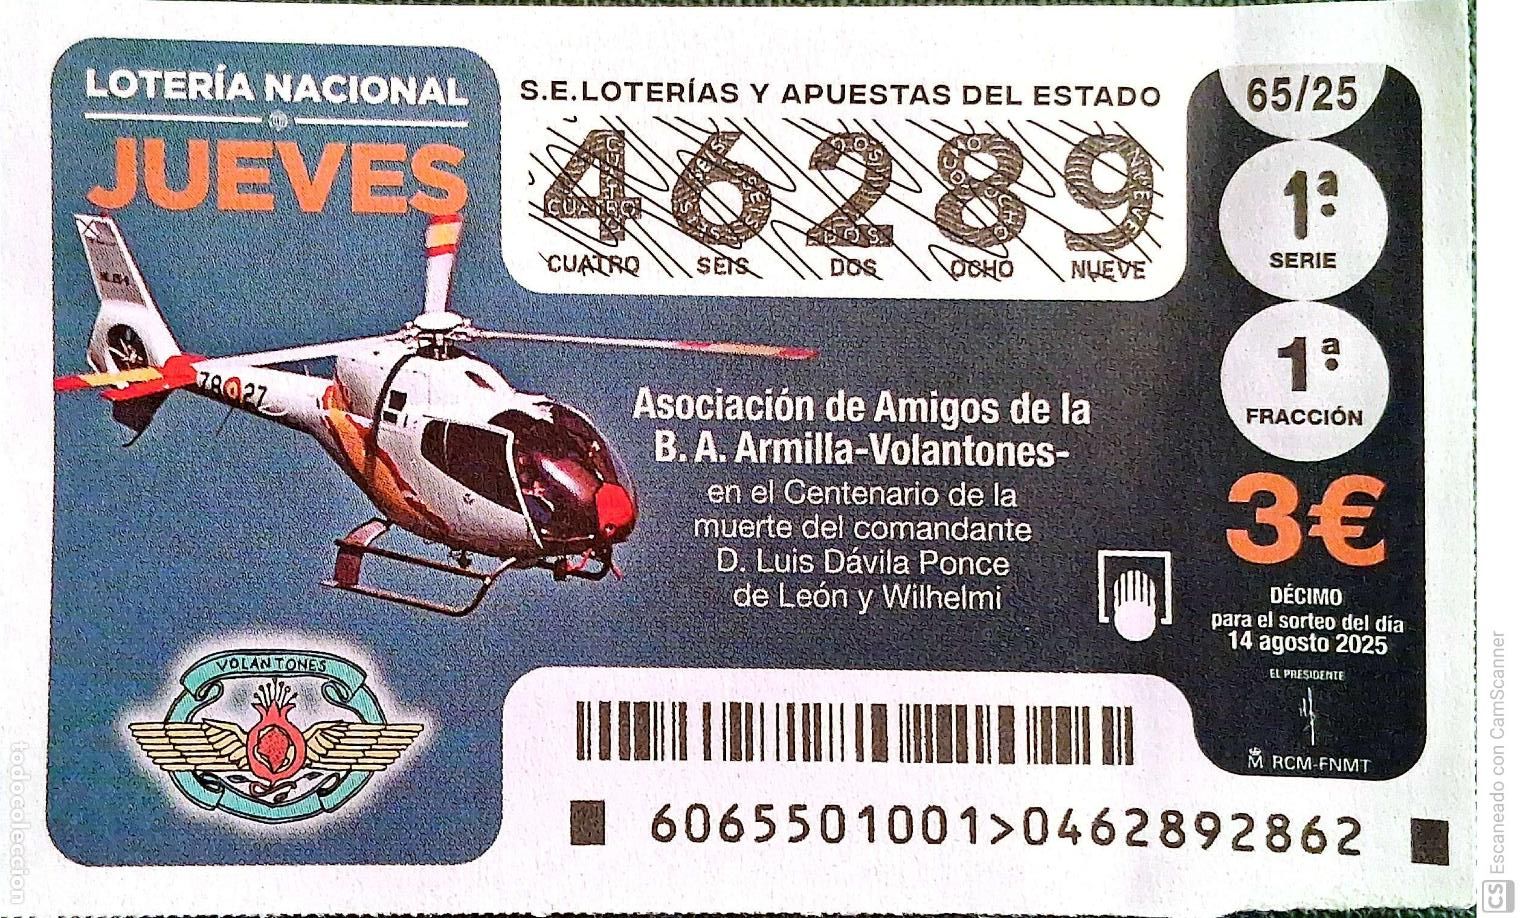 LOTERÍA NACIONAL
JUEVES
S.E.LOTERÍAS Y APUESTAS DEL ESTADO
46289
CUATRO SEIS DOS OCHO NUEVE
65/25
1ª
SERIE
1ª
FRACCIÓN
3€
DÉCIMO
para el sorteo del día
14 agosto 2025
EL PRESIDENTE
M RCM-FNMT
78 27
Asociación de Amigos de la
B. A. Armilla-Volantones-
en el Centenario de la
muerte del comandante
D. Luis Dávila Ponce
de León y Wilhelmi
VOLANTONES
6065501001>0462892862
todocoleccion
CS Escaneado con CamScanner